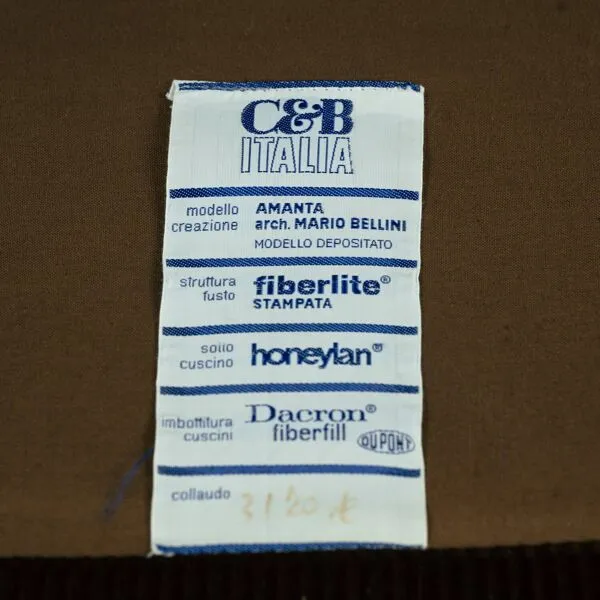 C&B
ITALIA
modello AMANTA
creazione arch. MARIO BELLINI
MODELLO DEPOSITATO
struttura fiberlite®
fusto STAMPATA
sotto honeylan®
cuscino
imbottitura Dacron®
cuscini fiberfill DUPONT
collaudo